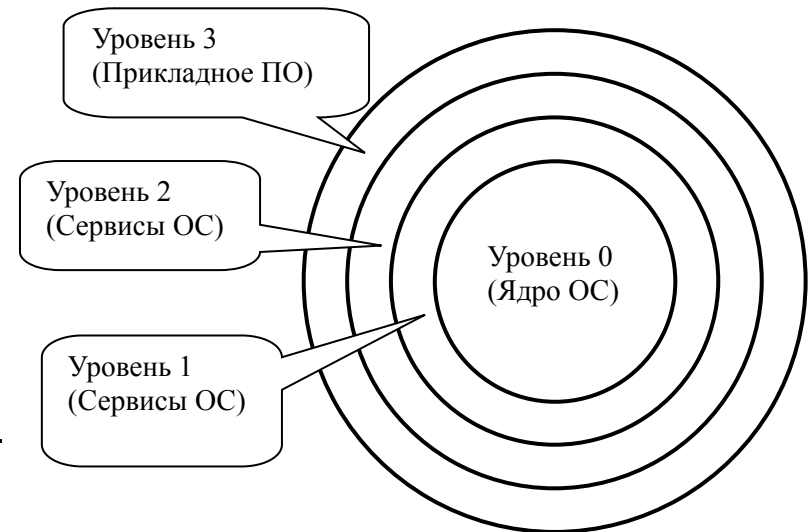 Уровень 3
(Прикладное ПО)
Уровень 2
(Сервисы ОС)
Уровень 0
(Ядро ОС)
Уровень 1
(Сервисы ОС)